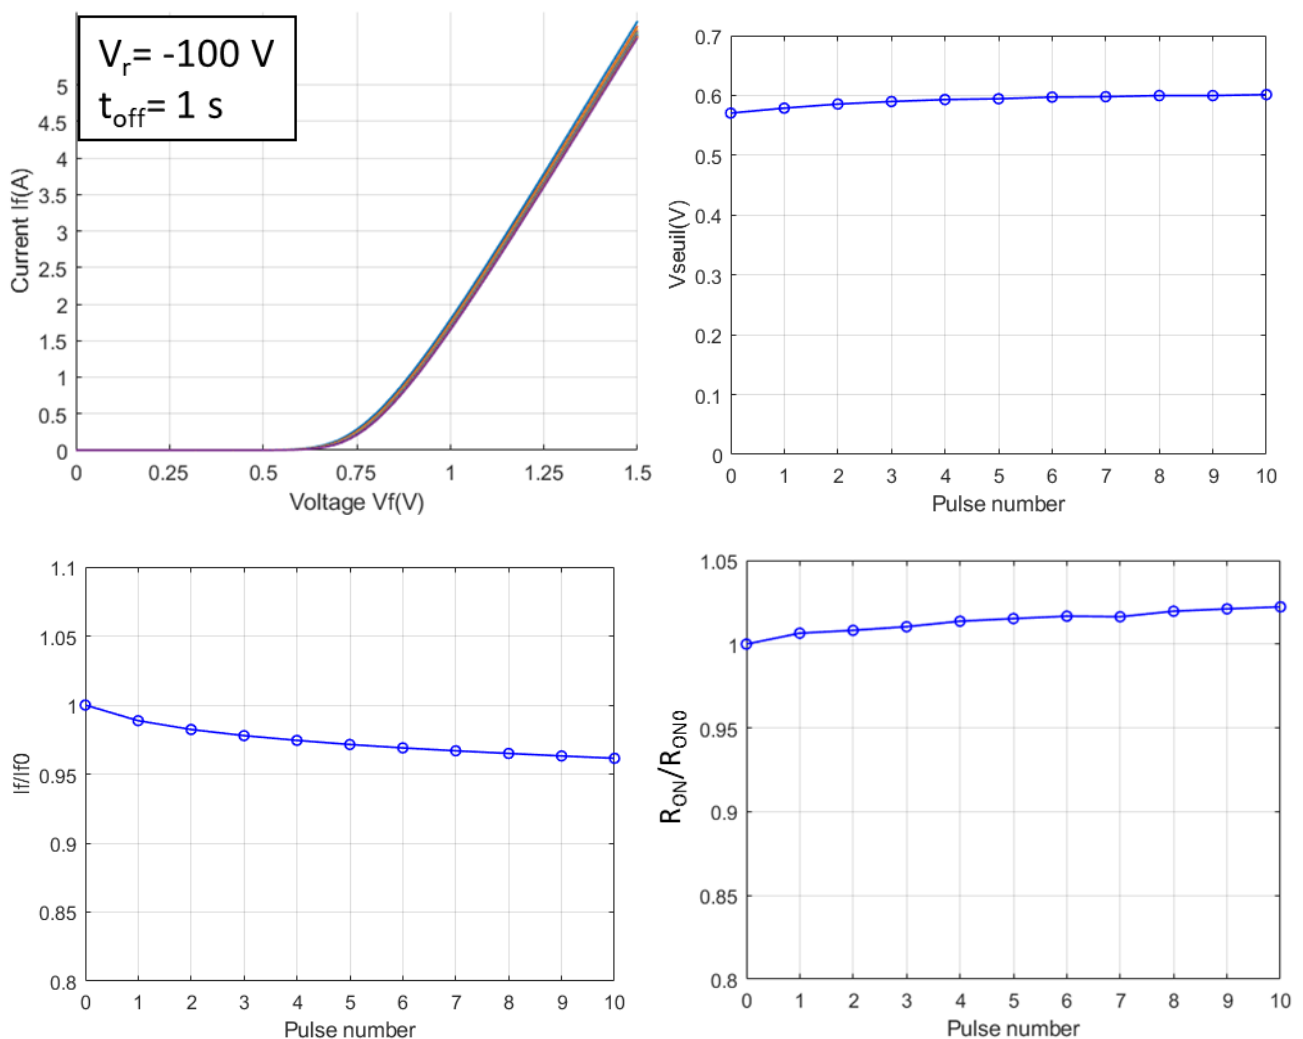 V_r= -100 V
t_off= 1 s
Current If(A)
5
4.5
4
3.5
3
2.5
2
1.5
1
0.5
0
0 0.25 0.5 0.75 1 1.25 1.5
Voltage Vf(V)
Vseuil(V)
0.7
0.6
0.5
0.4
0.3
0.2
0.1
0
0 1 2 3 4 5 6 7 8 9 10
Pulse number
If/If0
1.1
1.05
1
0.95
0.9
0.85
0.8
0 1 2 3 4 5 6 7 8 9 10
Pulse number
R_ON/R_ON0
1.05
1
0.95
0.9
0.85
0.8
0 1 2 3 4 5 6 7 8 9 10
Pulse number